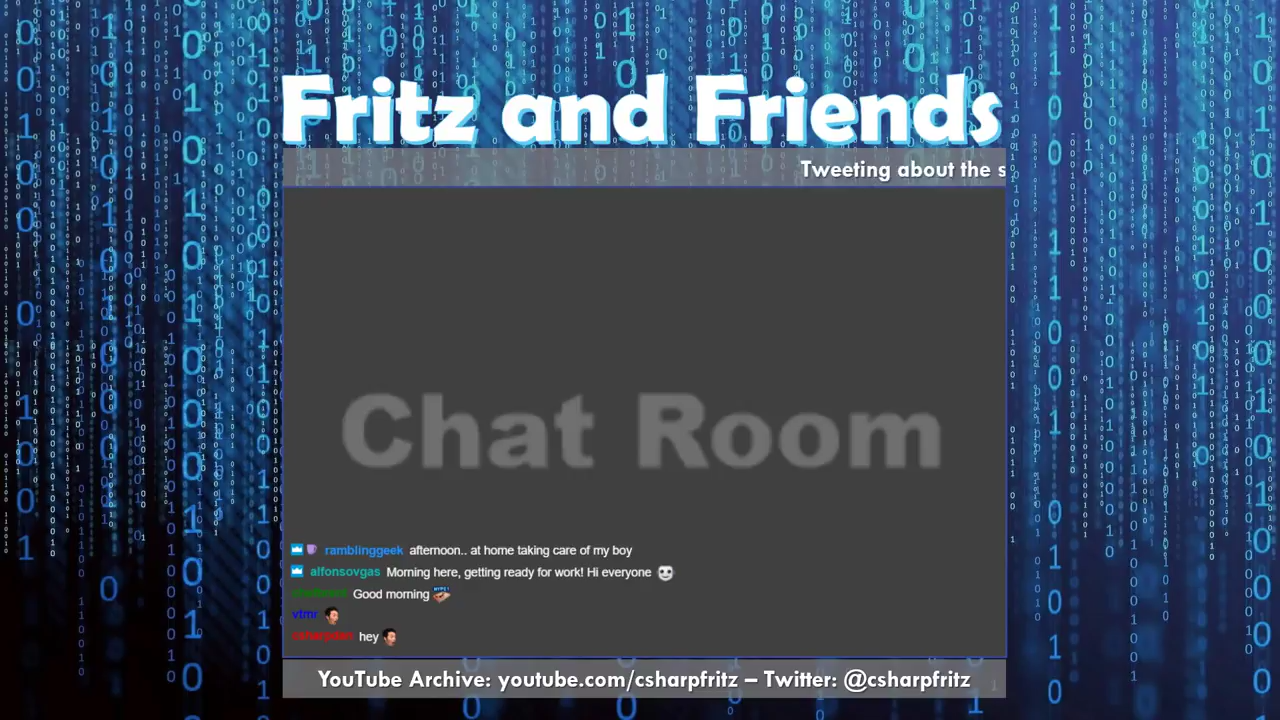 Fritz and Friends
Tweeting about the s
Chat Room
ramblinggeek afternoon.. at home taking care of my boy
alfonsovgas Morning here, getting ready for work! Hi everyone
Good morning
vtmr
hey
YouTube Archive: youtube.com/csharpfritz – Twitter: @csharpfritz